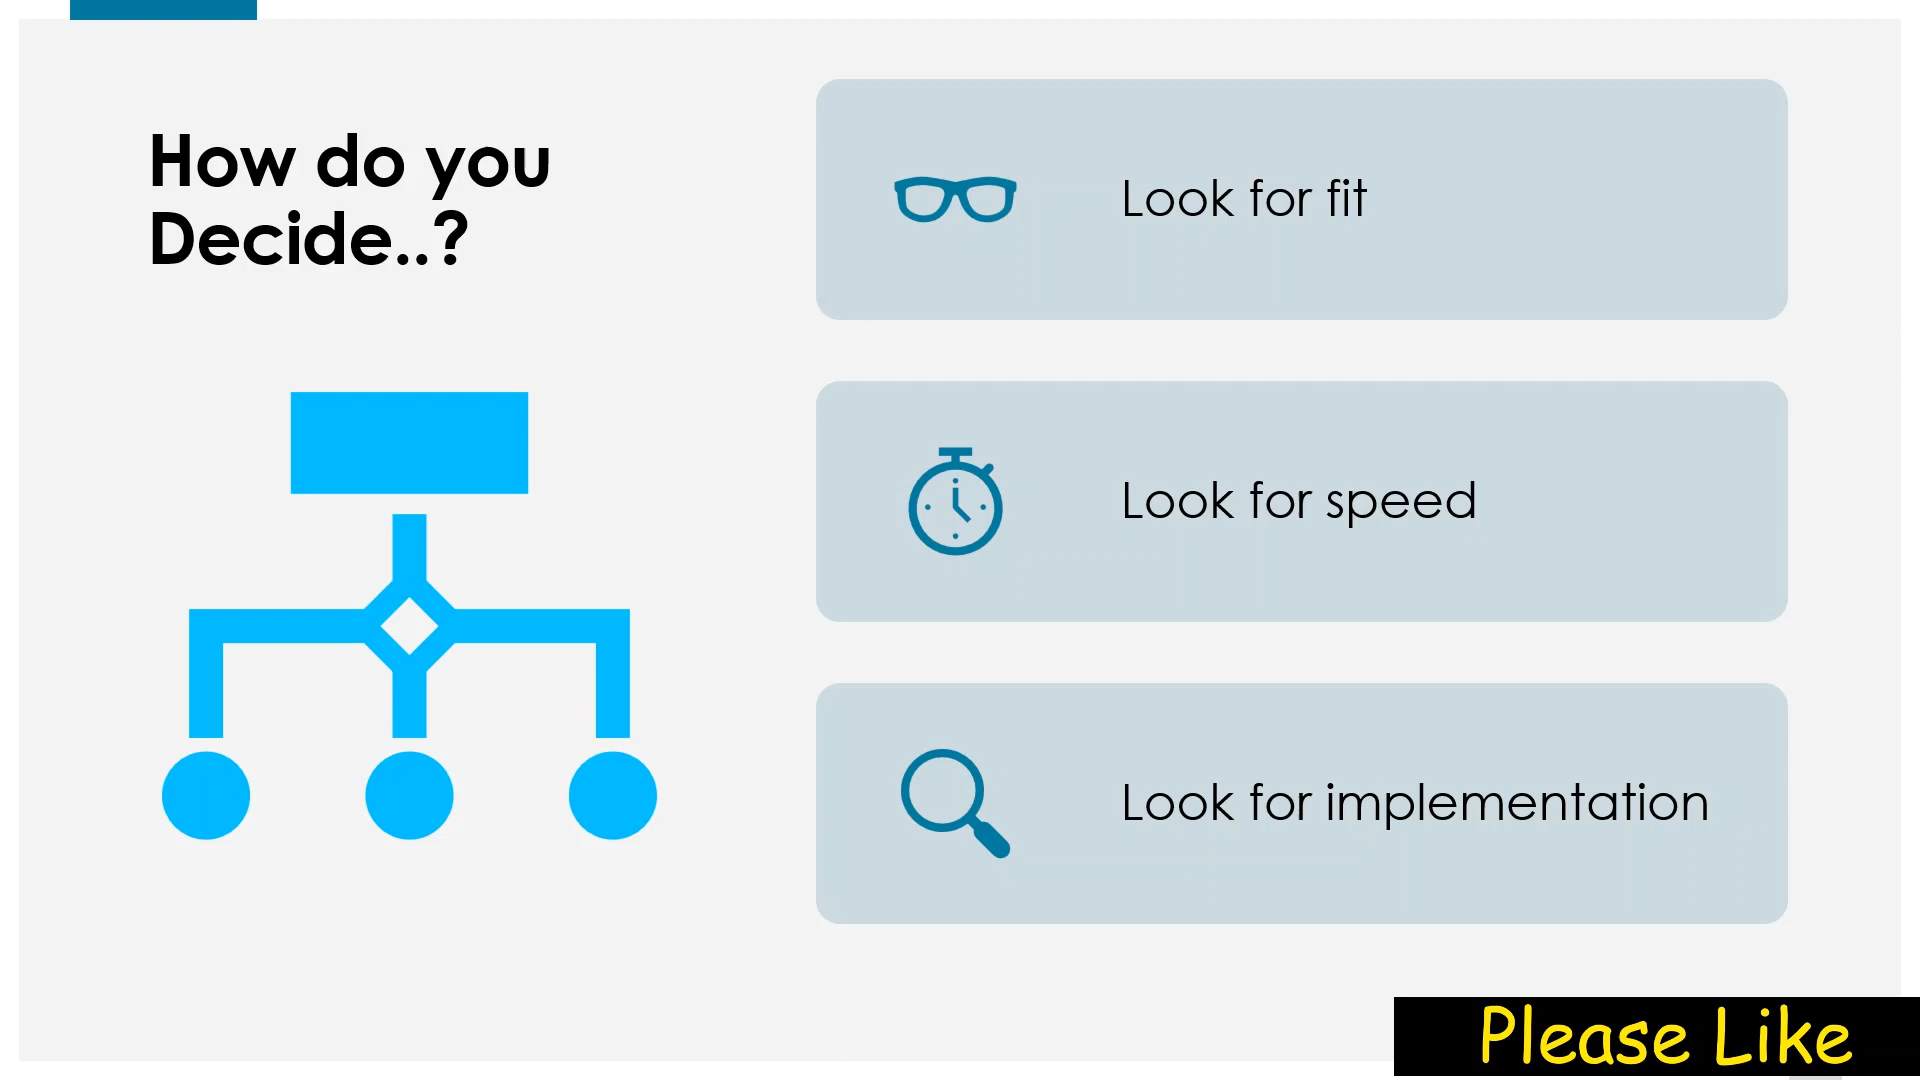 How do you
Decide..?
Look for fit
Look for speed
Look for implementation
Please Like